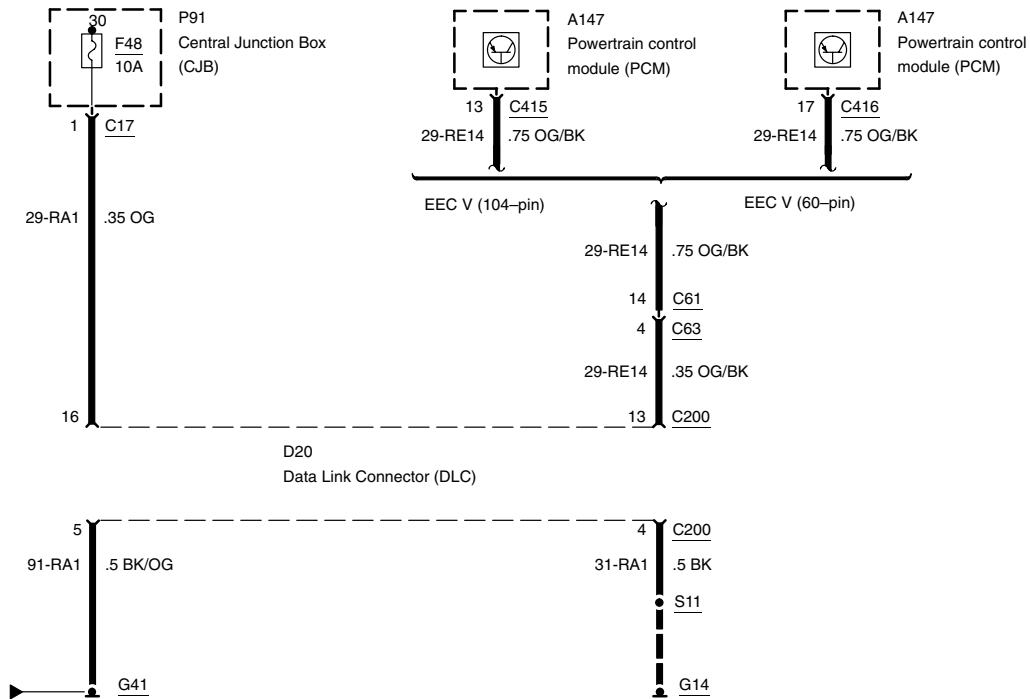 30
F48
10A
P91
Central Junction Box
(CJB)
A147
Powertrain control
module (PCM)
A147
Powertrain control
module (PCM)
1 C17
13 C415
17 C416
29-RE14 .75 OG/BK
29-RE14 .75 OG/BK
EEC V (104–pin)
EEC V (60–pin)
29-RA1 .35 OG
29-RE14 .75 OG/BK
14 C61
4 C63
29-RE14 .35 OG/BK
16
13 C200
D20
Data Link Connector (DLC)
5
4 C200
91-RA1 .5 BK/OG
31-RA1 .5 BK
S11
G41
G14